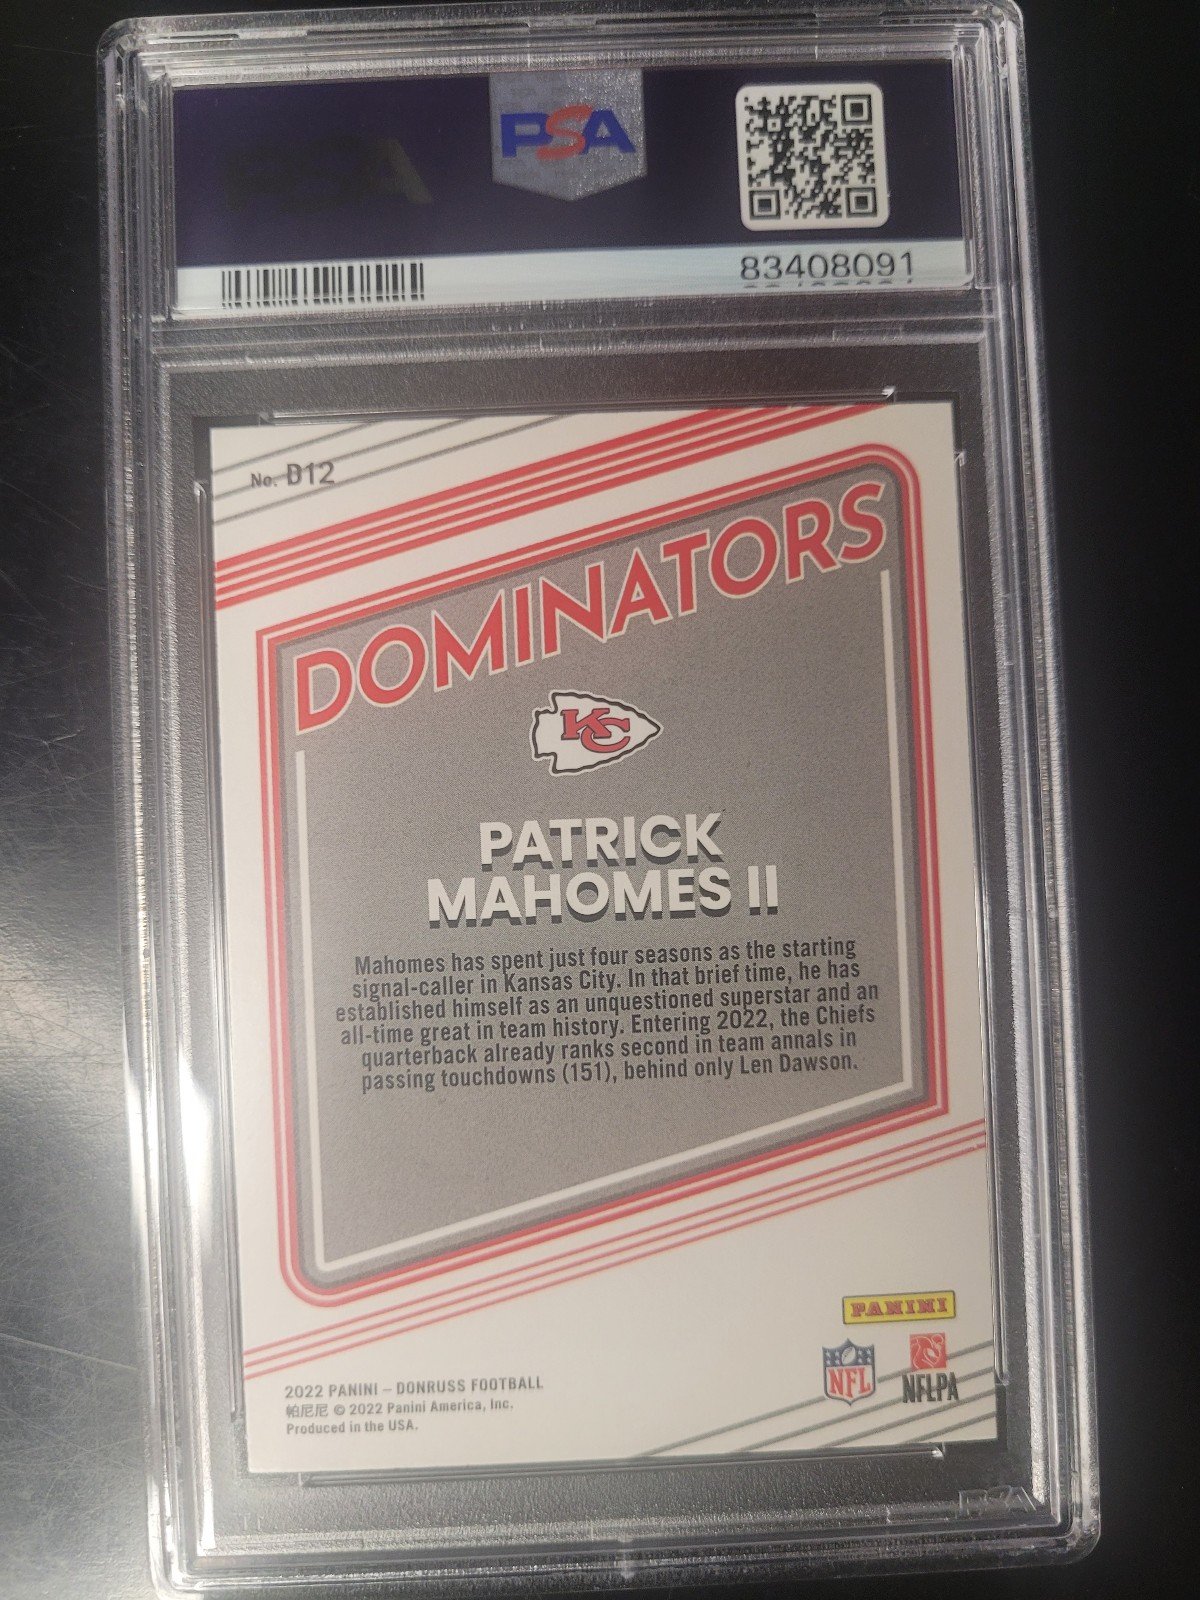 PSA
PSA
83408091
No. D12
DOMINATORS
KC
PATRICK
MAHOMES II
Mahomes has spent just four seasons as the starting
signal-caller in Kansas City. In that brief time, he has
established himself as an unquestioned superstar and an
all-time great in team history. Entering 2022, the Chiefs
quarterback already ranks second in team annals in
passing touchdowns (151), behind only Len Dawson.
PANINI
NFL
NFLPA
2022 PANINI – DONRUSS FOOTBALL
帕尼尼 © 2022 Panini America, Inc.
Produced in the USA.
PSA